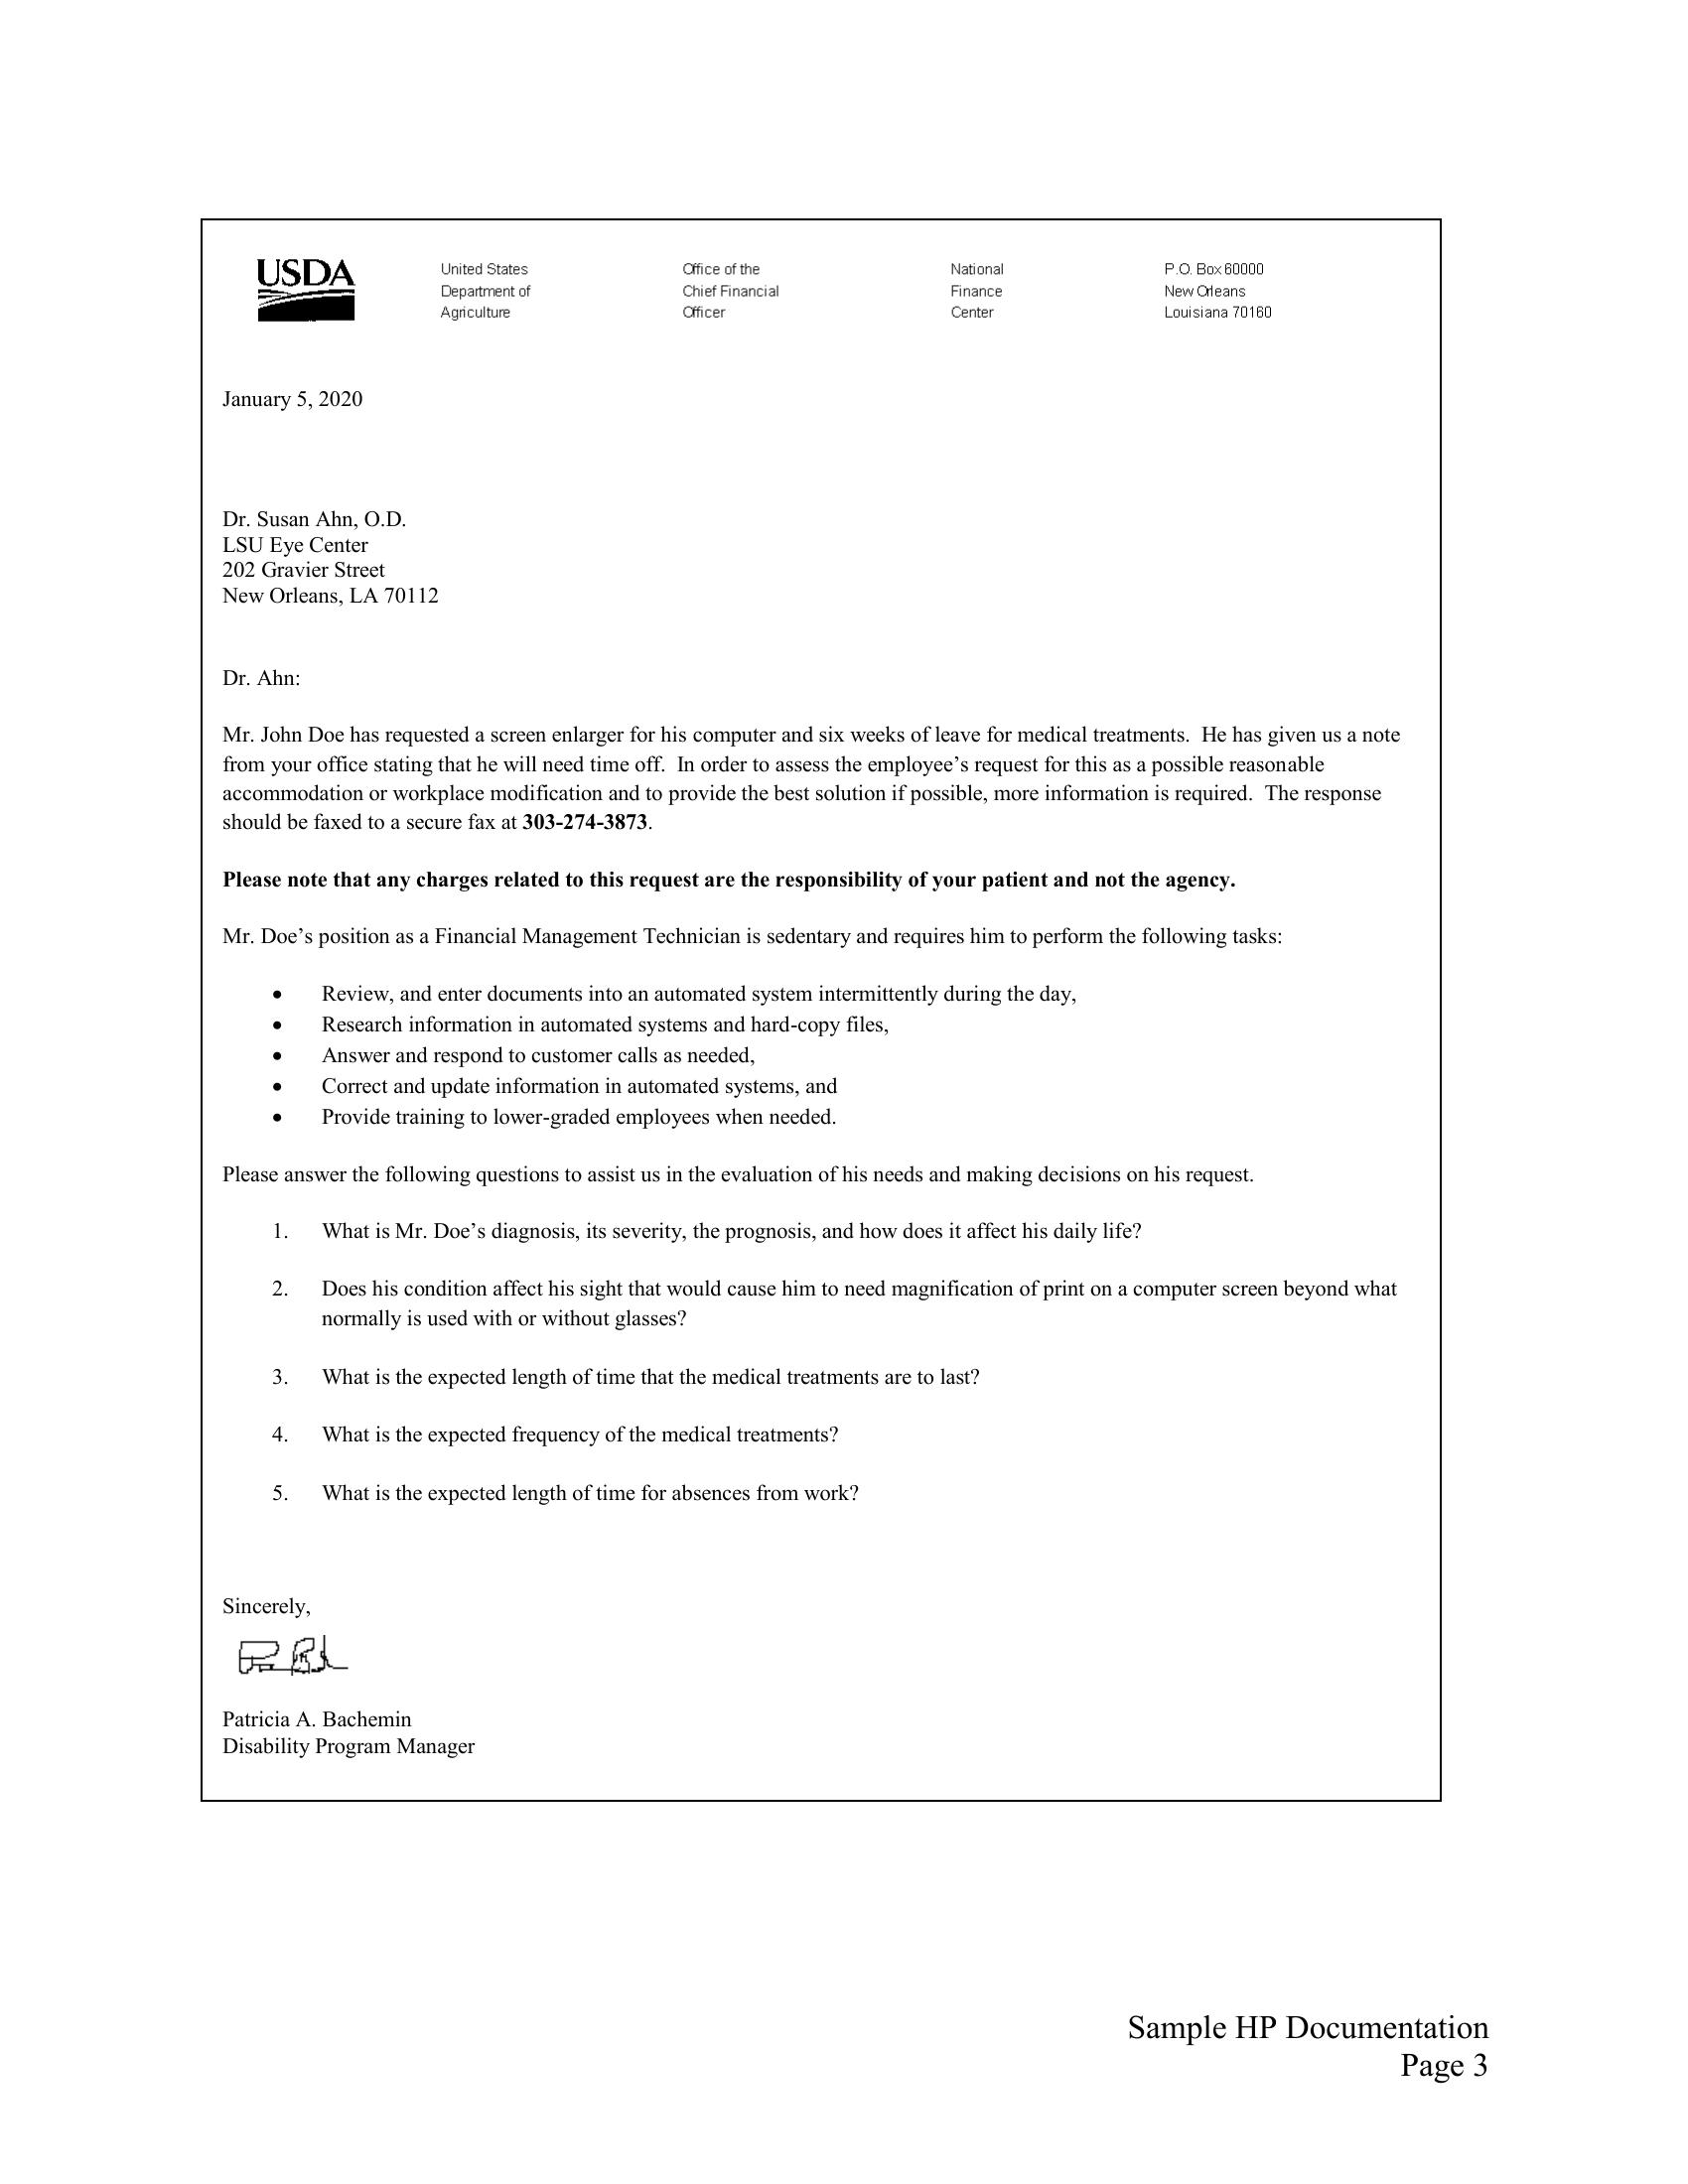 USDA
United States
Department of
Agriculture
Office of the
Chief Financial
Officer
National
Finance
Center
P.O. Box 60000
New Orleans
Louisiana 70160
January 5, 2020
Dr. Susan Ahn, O.D.
LSU Eye Center
202 Gravier Street
New Orleans, LA 70112
Dr. Ahn:
Mr. John Doe has requested a screen enlarger for his computer and six weeks of leave for medical treatments.  He has given us a note
from your office stating that he will need time off.  In order to assess the employee’s request for this as a possible reasonable
accommodation or workplace modification and to provide the best solution if possible, more information is required.  The response
should be faxed to a secure fax at 303-274-3873.
Please note that any charges related to this request are the responsibility of your patient and not the agency.
Mr. Doe’s position as a Financial Management Technician is sedentary and requires him to perform the following tasks:
• Review, and enter documents into an automated system intermittently during the day,
• Research information in automated systems and hard-copy files,
• Answer and respond to customer calls as needed,
• Correct and update information in automated systems, and
• Provide training to lower-graded employees when needed.
Please answer the following questions to assist us in the evaluation of his needs and making decisions on his request.
1. What is Mr. Doe’s diagnosis, its severity, the prognosis, and how does it affect his daily life?
2. Does his condition affect his sight that would cause him to need magnification of print on a computer screen beyond what
normally is used with or without glasses?
3. What is the expected length of time that the medical treatments are to last?
4. What is the expected frequency of the medical treatments?
5. What is the expected length of time for absences from work?
Sincerely,
Patricia A. Bachemin
Disability Program Manager
Sample HP Documentation
Page 3